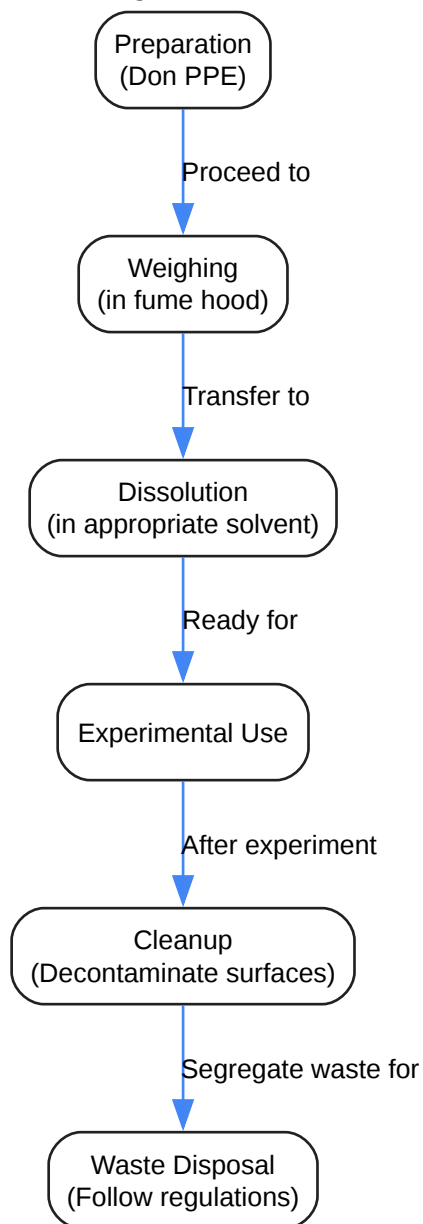 Preparation
(Don PPE)
Proceed to
Weighing
(in fume hood)
Transfer to
Dissolution
(in appropriate solvent)
Ready for
Experimental Use
After experiment
Cleanup
(Decontaminate surfaces)
Segregate waste for
Waste Disposal
(Follow regulations)